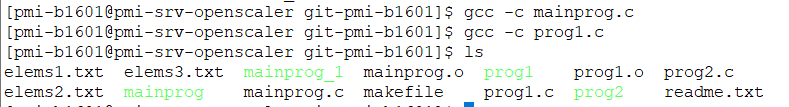 [pmi-b1601@pmi-srv-openscaler git-pmi-b1601]$ gcc -c mainprog.c
[pmi-b1601@pmi-srv-openscaler git-pmi-b1601]$ gcc -c prog1.c
[pmi-b1601@pmi-srv-openscaler git-pmi-b1601]$ ls
elems1.txt elems3.txt mainprog_1 mainprog.o prog1 prog1.o prog2.c
elems2.txt mainprog mainprog.c makefile prog1.c prog2 readme.txt